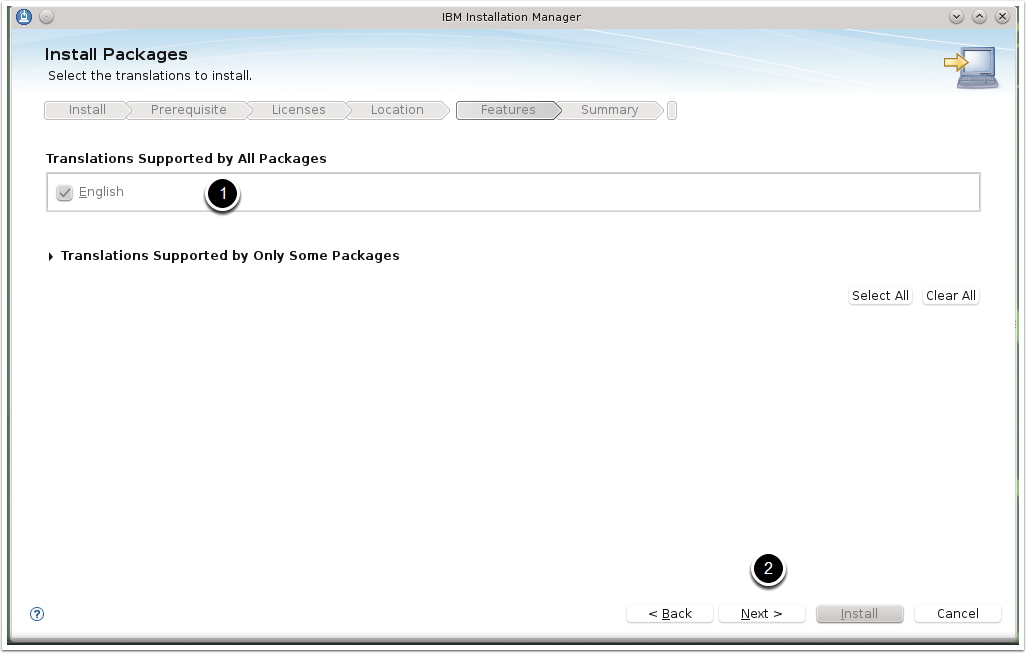 IBM Installation Manager
Install Packages
Select the translations to install.
Install Prerequisite Licenses Location Features Summary
Translations Supported by All Packages
English
1
Translations Supported by Only Some Packages
Select All Clear All
2
? < Back Next > Install Cancel